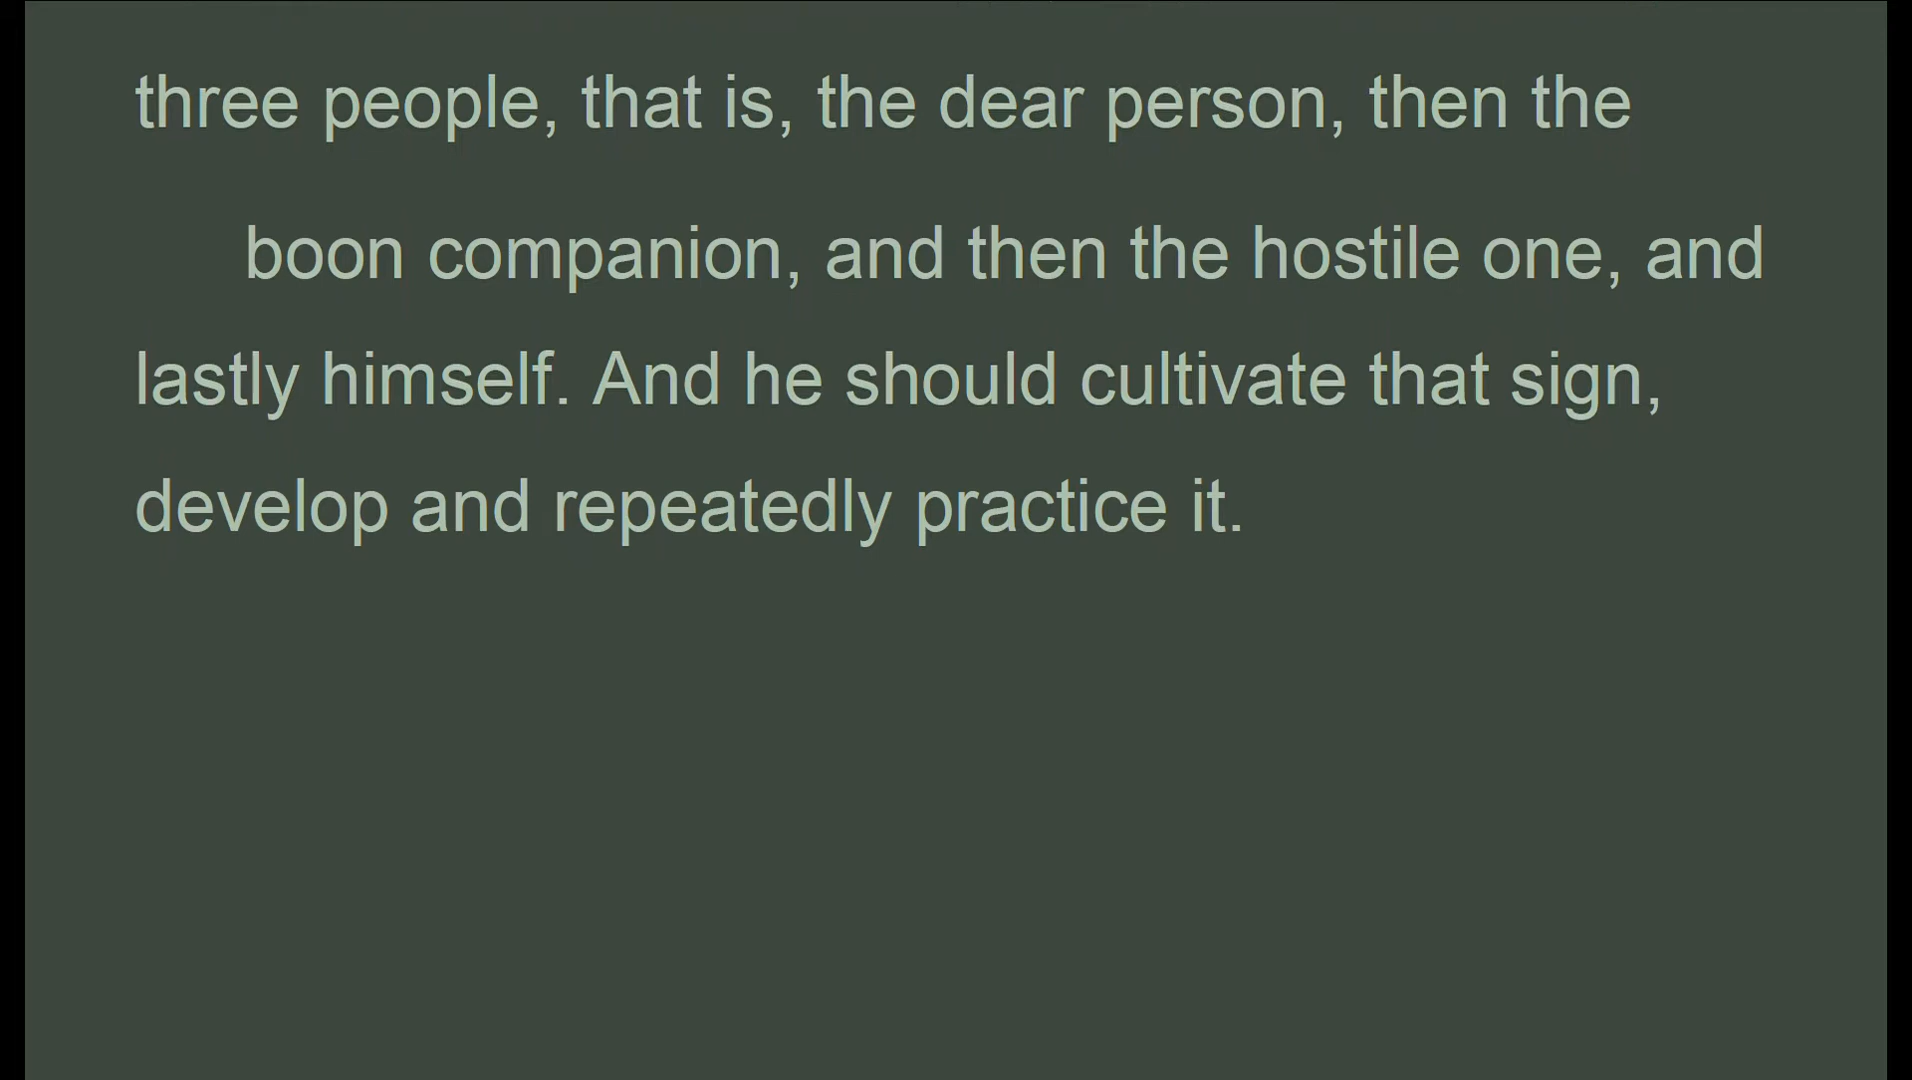 three people, that is, the dear person, then the
boon companion, and then the hostile one, and
lastly himself. And he should cultivate that sign,
develop and repeatedly practice it.